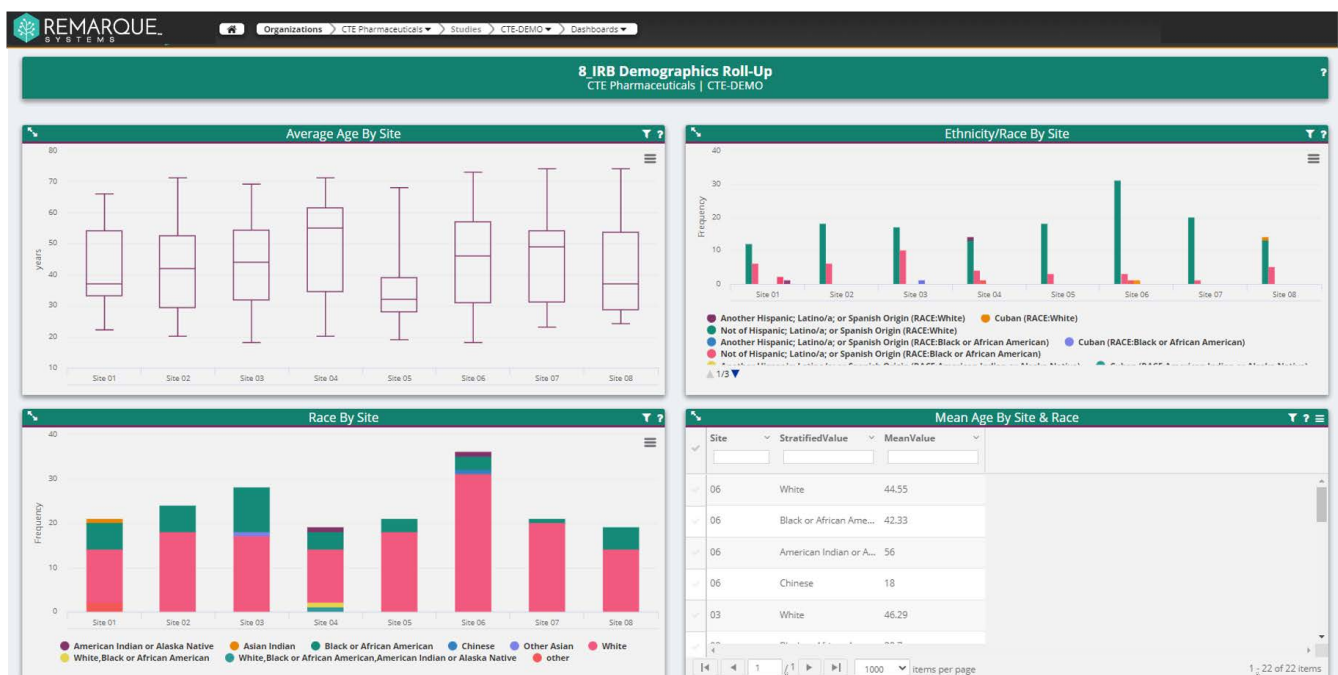 REMARQUE
SYSTEMS
Organizations CTE Pharmaceuticals Studies CTE-DEMO Dashboards
8_IRB Demographics Roll-Up
CTE Pharmaceuticals | CTE-DEMO
?
Average Age By Site
?
80
70
60
50
40
30
20
10
years
Site 01 Site 02 Site 03 Site 04 Site 05 Site 06 Site 07 Site 08
Ethnicity/Race By Site
?
40
30
20
10
0
Frequency
Site 01 Site 02 Site 03 Site 04 Site 05 Site 06 Site 07 Site 08
Another Hispanic; Latino/a; or Spanish Origin (RACE:White) Cuban (RACE:White)
Not of Hispanic; Latino/a; or Spanish Origin (RACE:White)
Another Hispanic; Latino/a; or Spanish Origin (RACE:Black or African American) Cuban (RACE:Black or African American)
Not of Hispanic; Latino/a; or Spanish Origin (RACE:Black or African American)
1/3
Race By Site
?
40
30
20
10
0
Frequency
Site 01 Site 02 Site 03 Site 04 Site 05 Site 06 Site 07 Site 08
American Indian or Alaska Native Asian Indian Black or African American Chinese Other Asian White
White,Black or African American White,Black or African American,American Indian or Alaska Native other
Mean Age By Site & Race
?
Site StratifiedValue MeanValue
06 White 44.55
06 Black or African Ame... 42.33
06 American Indian or A... 56
06 Chinese 18
03 White 46.29
1 / 1 1000 items per page 1 - 22 of 22 items